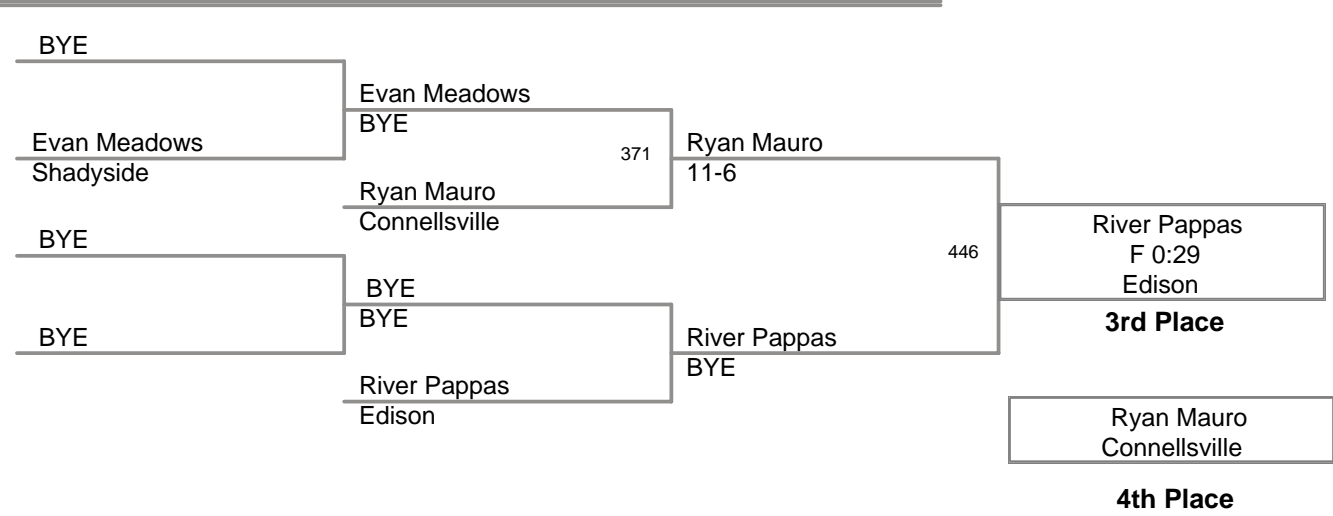 BYE
Evan Meadows
Shadyside
BYE
BYE
Evan Meadows
BYE
Ryan Mauro
Connellsville
BYE
BYE
River Pappas
Edison
371
Ryan Mauro
11-6
River Pappas
BYE
446
River Pappas
F 0:29
Edison
3rd Place
Ryan Mauro
Connellsville
4th Place